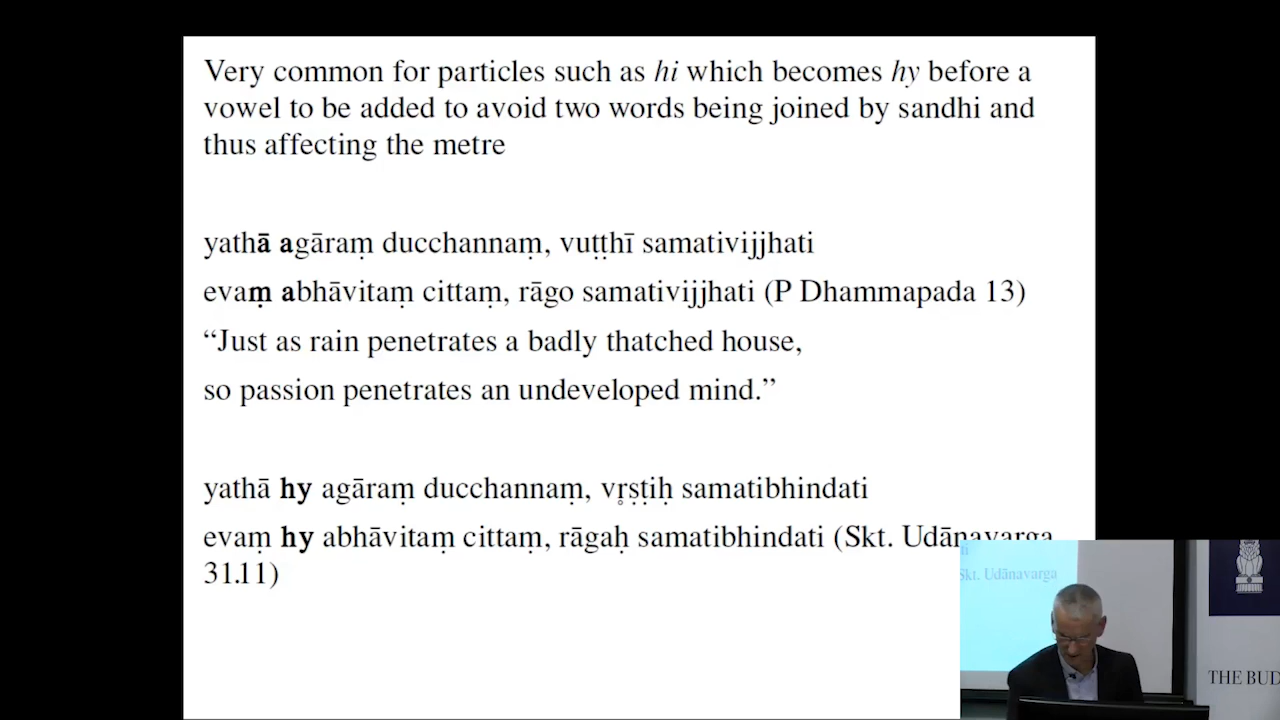 Very common for particles such as hi which becomes hy before a
vowel to be added to avoid two words being joined by sandhi and
thus affecting the metre
yathā agāraṃ ducchannaṃ, vuṭṭhī samativijjhati
evaṃ abhāvitaṃ cittaṃ, rāgo samativijjhati (P Dhammapada 13)
“Just as rain penetrates a badly thatched house,
so passion penetrates an undeveloped mind.”
yathā hy agāraṃ ducchannaṃ, vr̥ṣṭiḥ samatibhindati
evaṃ hy abhāvitaṃ cittaṃ, rāgaḥ samatibhindati (Skt. Udānavarga
31.11)
Skt. Udānavarga
THE BUD